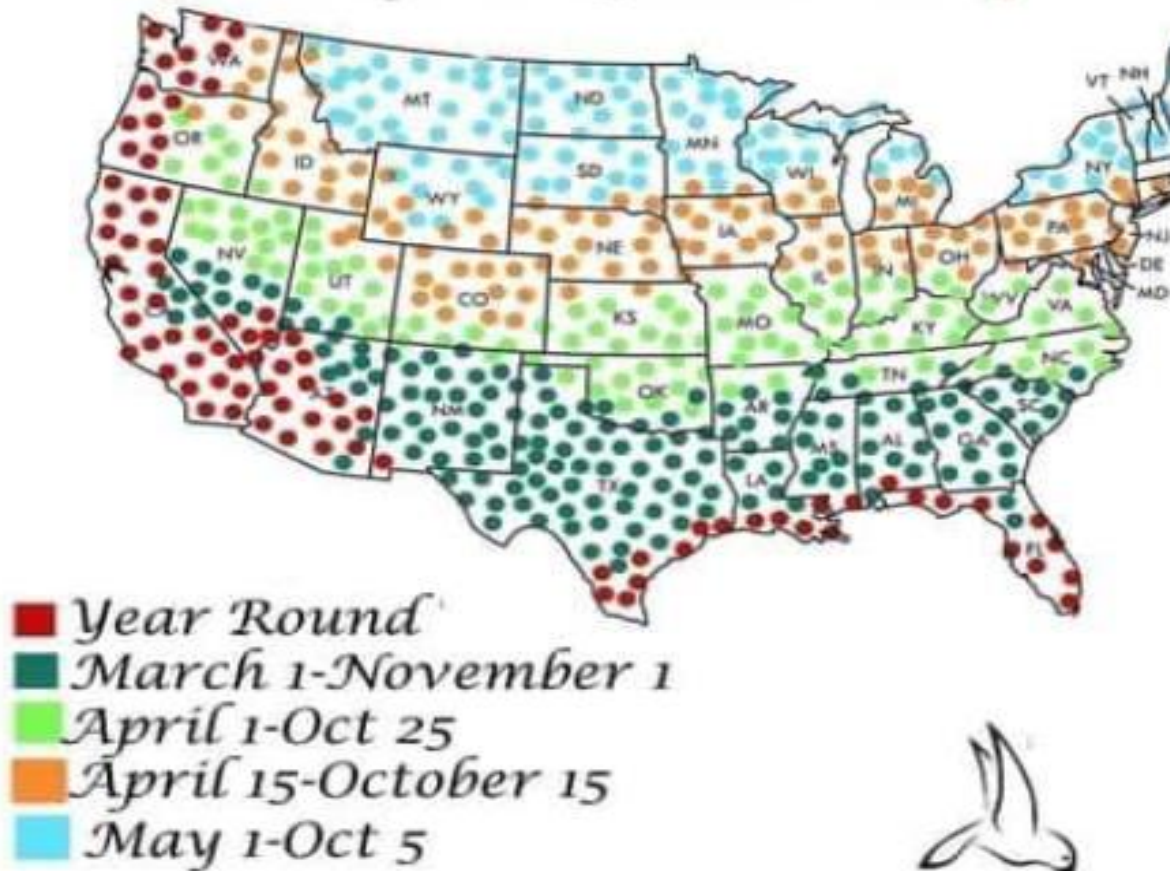 VT NH
WA
MT
ND
MN
OR
ID
SD
WI
NY
WY
MI
IA
PA
NV
NE
OH
NJ
UT
IL
IN
DE
CO
WV
MD
KS
MO
VA
KY
NC
OK
TN
AZ
NM
AR
SC
MS
AL
GA
TX
LA
FL
Year Round
March 1-November 1
April 1-Oct 25
April 15-October 15
May 1-Oct 5